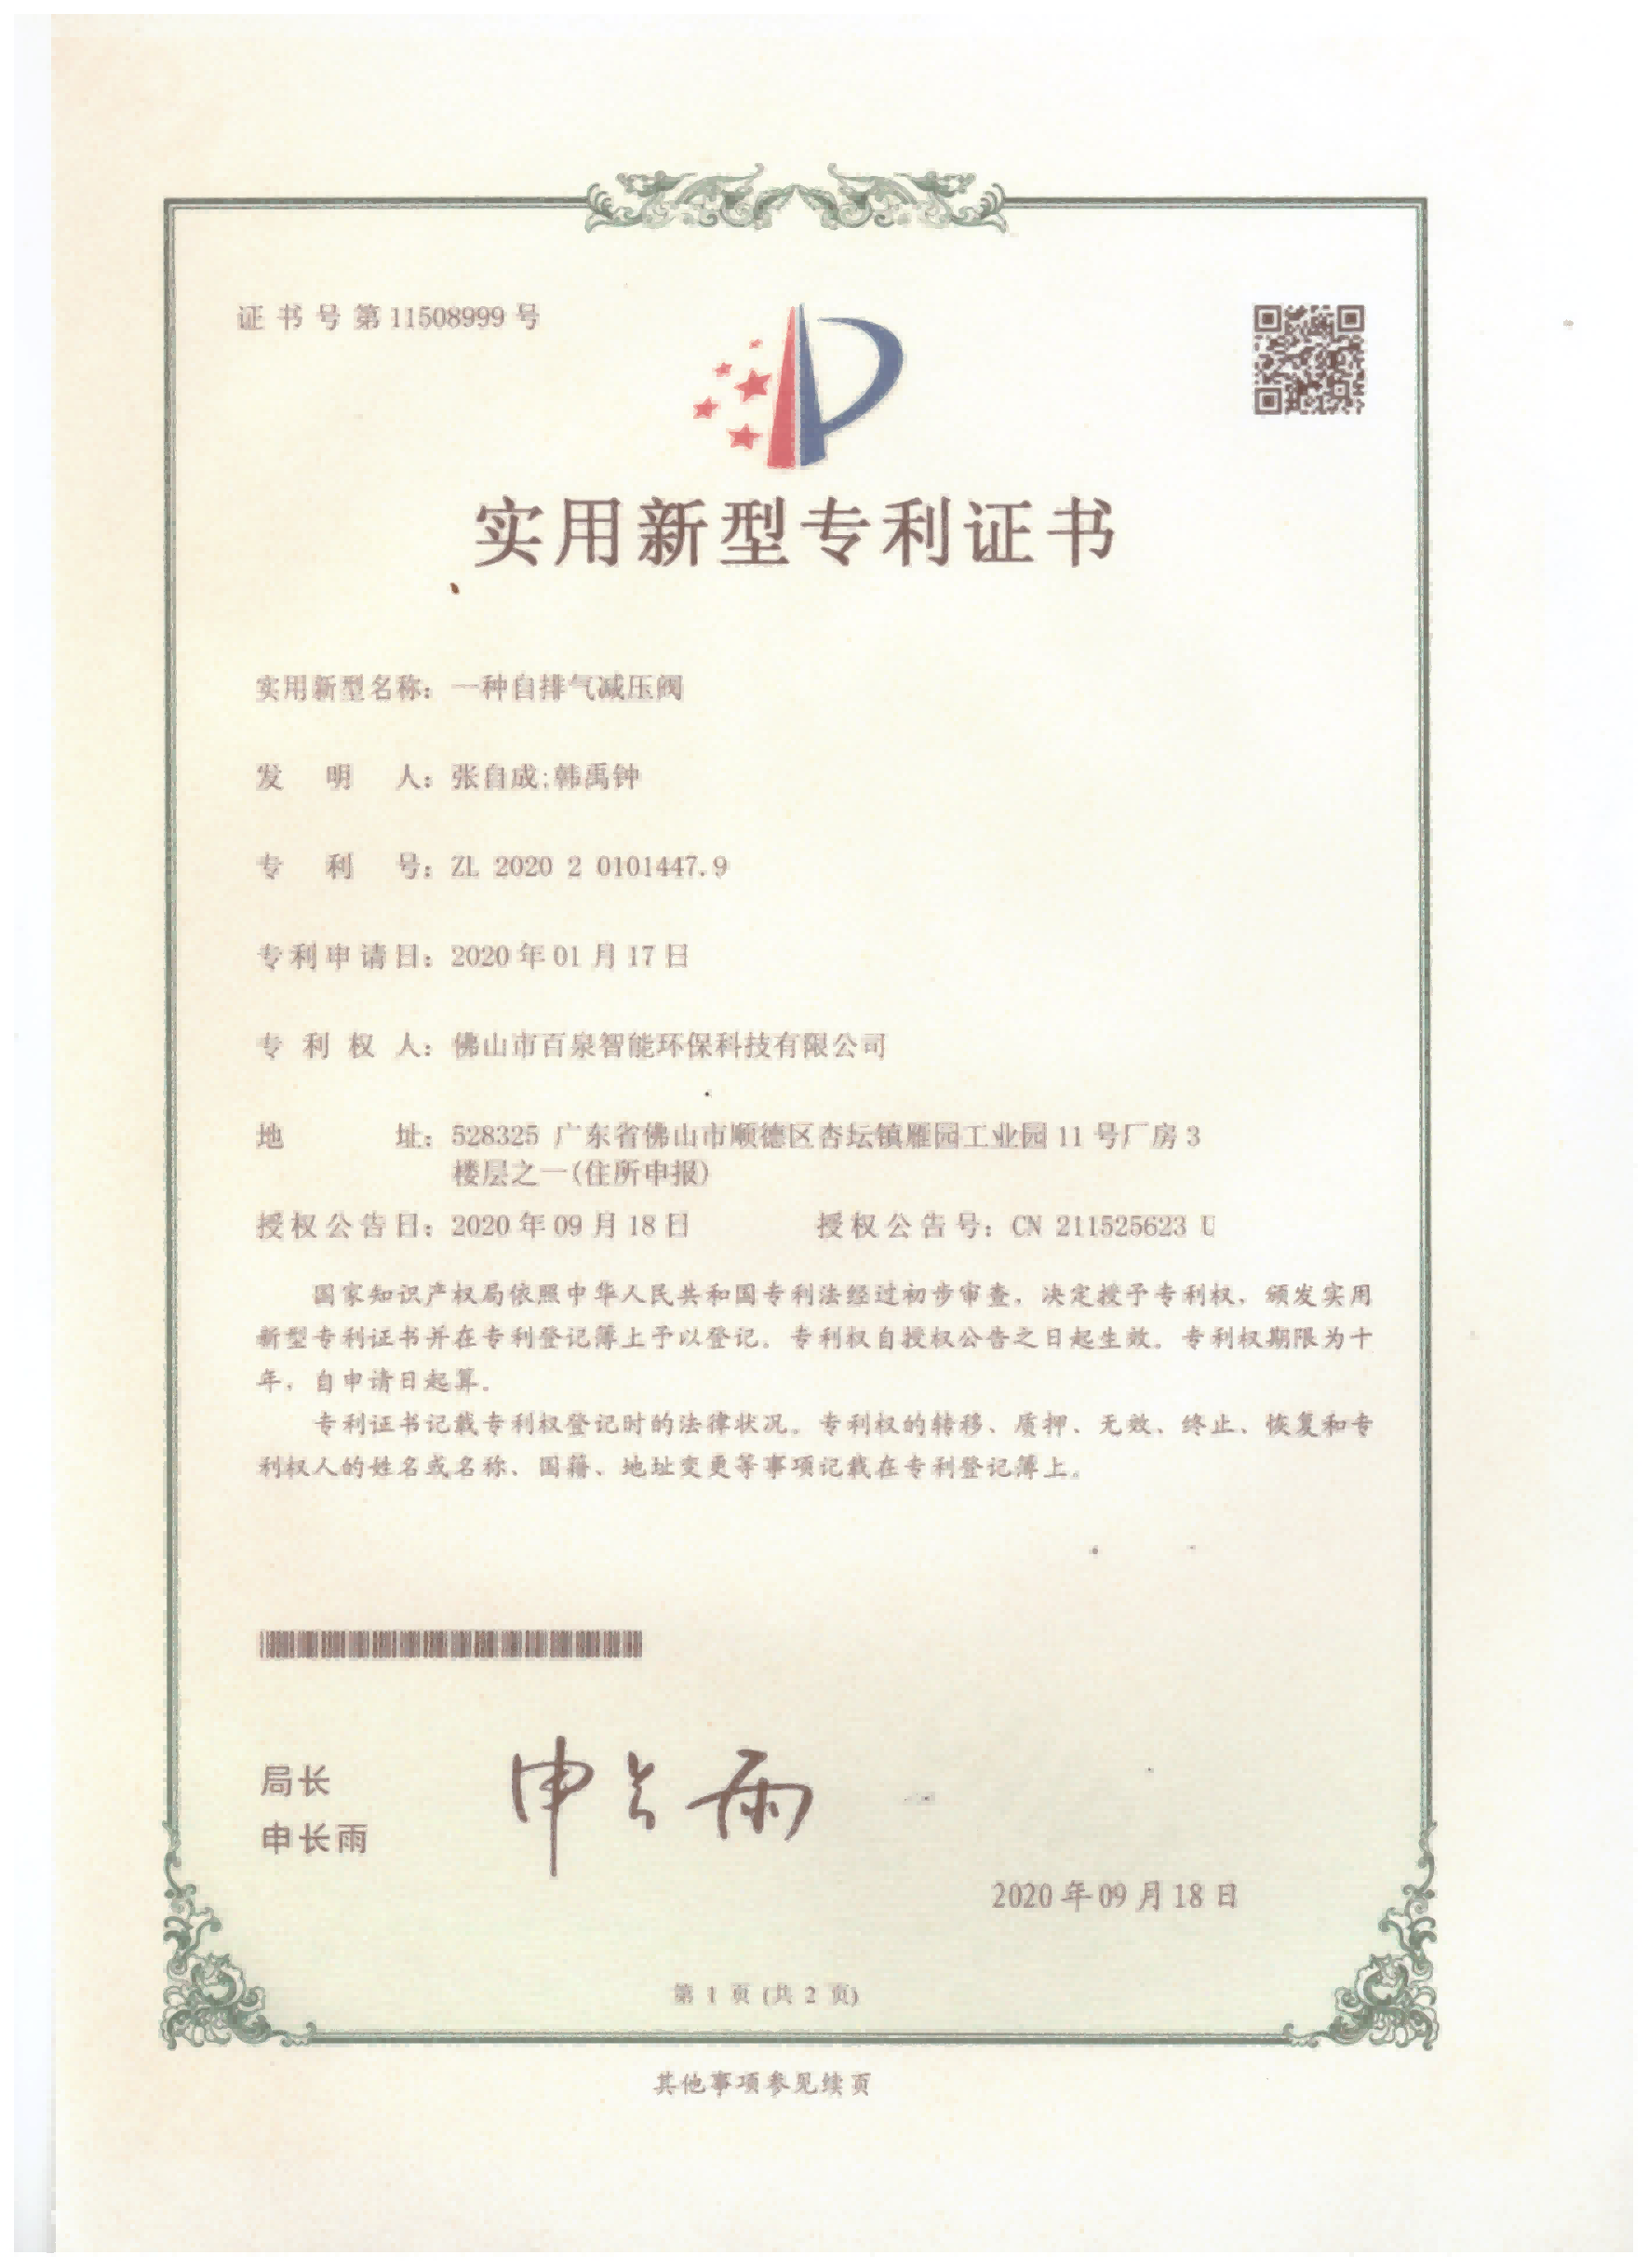 证书号第11508999号
实用新型专利证书
实用新型名称：一种自排气减压阀
发明人：张自成;韩禹钟
专利号：ZL 2020 2 0101447.9
专利申请日：2020年01月17日
专利权人：佛山市百泉智能环保科技有限公司
地址：528325 广东省佛山市顺德区杏坛镇雁园工业园11号厂房3
楼层之一(住所申报)
授权公告日：2020年09月18日 授权公告号：CN 211525623 U
国家知识产权局依照中华人民共和国专利法经过初步审查，决定授予专利权，颁发实用
新型专利证书并在专利登记簿上予以登记。专利权自授权公告之日起生效。专利权期限为十
年，自申请日起算。
专利证书记载专利权登记时的法律状况。专利权的转移、质押、无效、终止、恢复和专
利权人的姓名或名称、国籍、地址变更等事项记载在专利登记簿上。
局长
申长雨
申长雨
2020年09月18日
第 1 页 (共 2 页)
其他事项参见续页